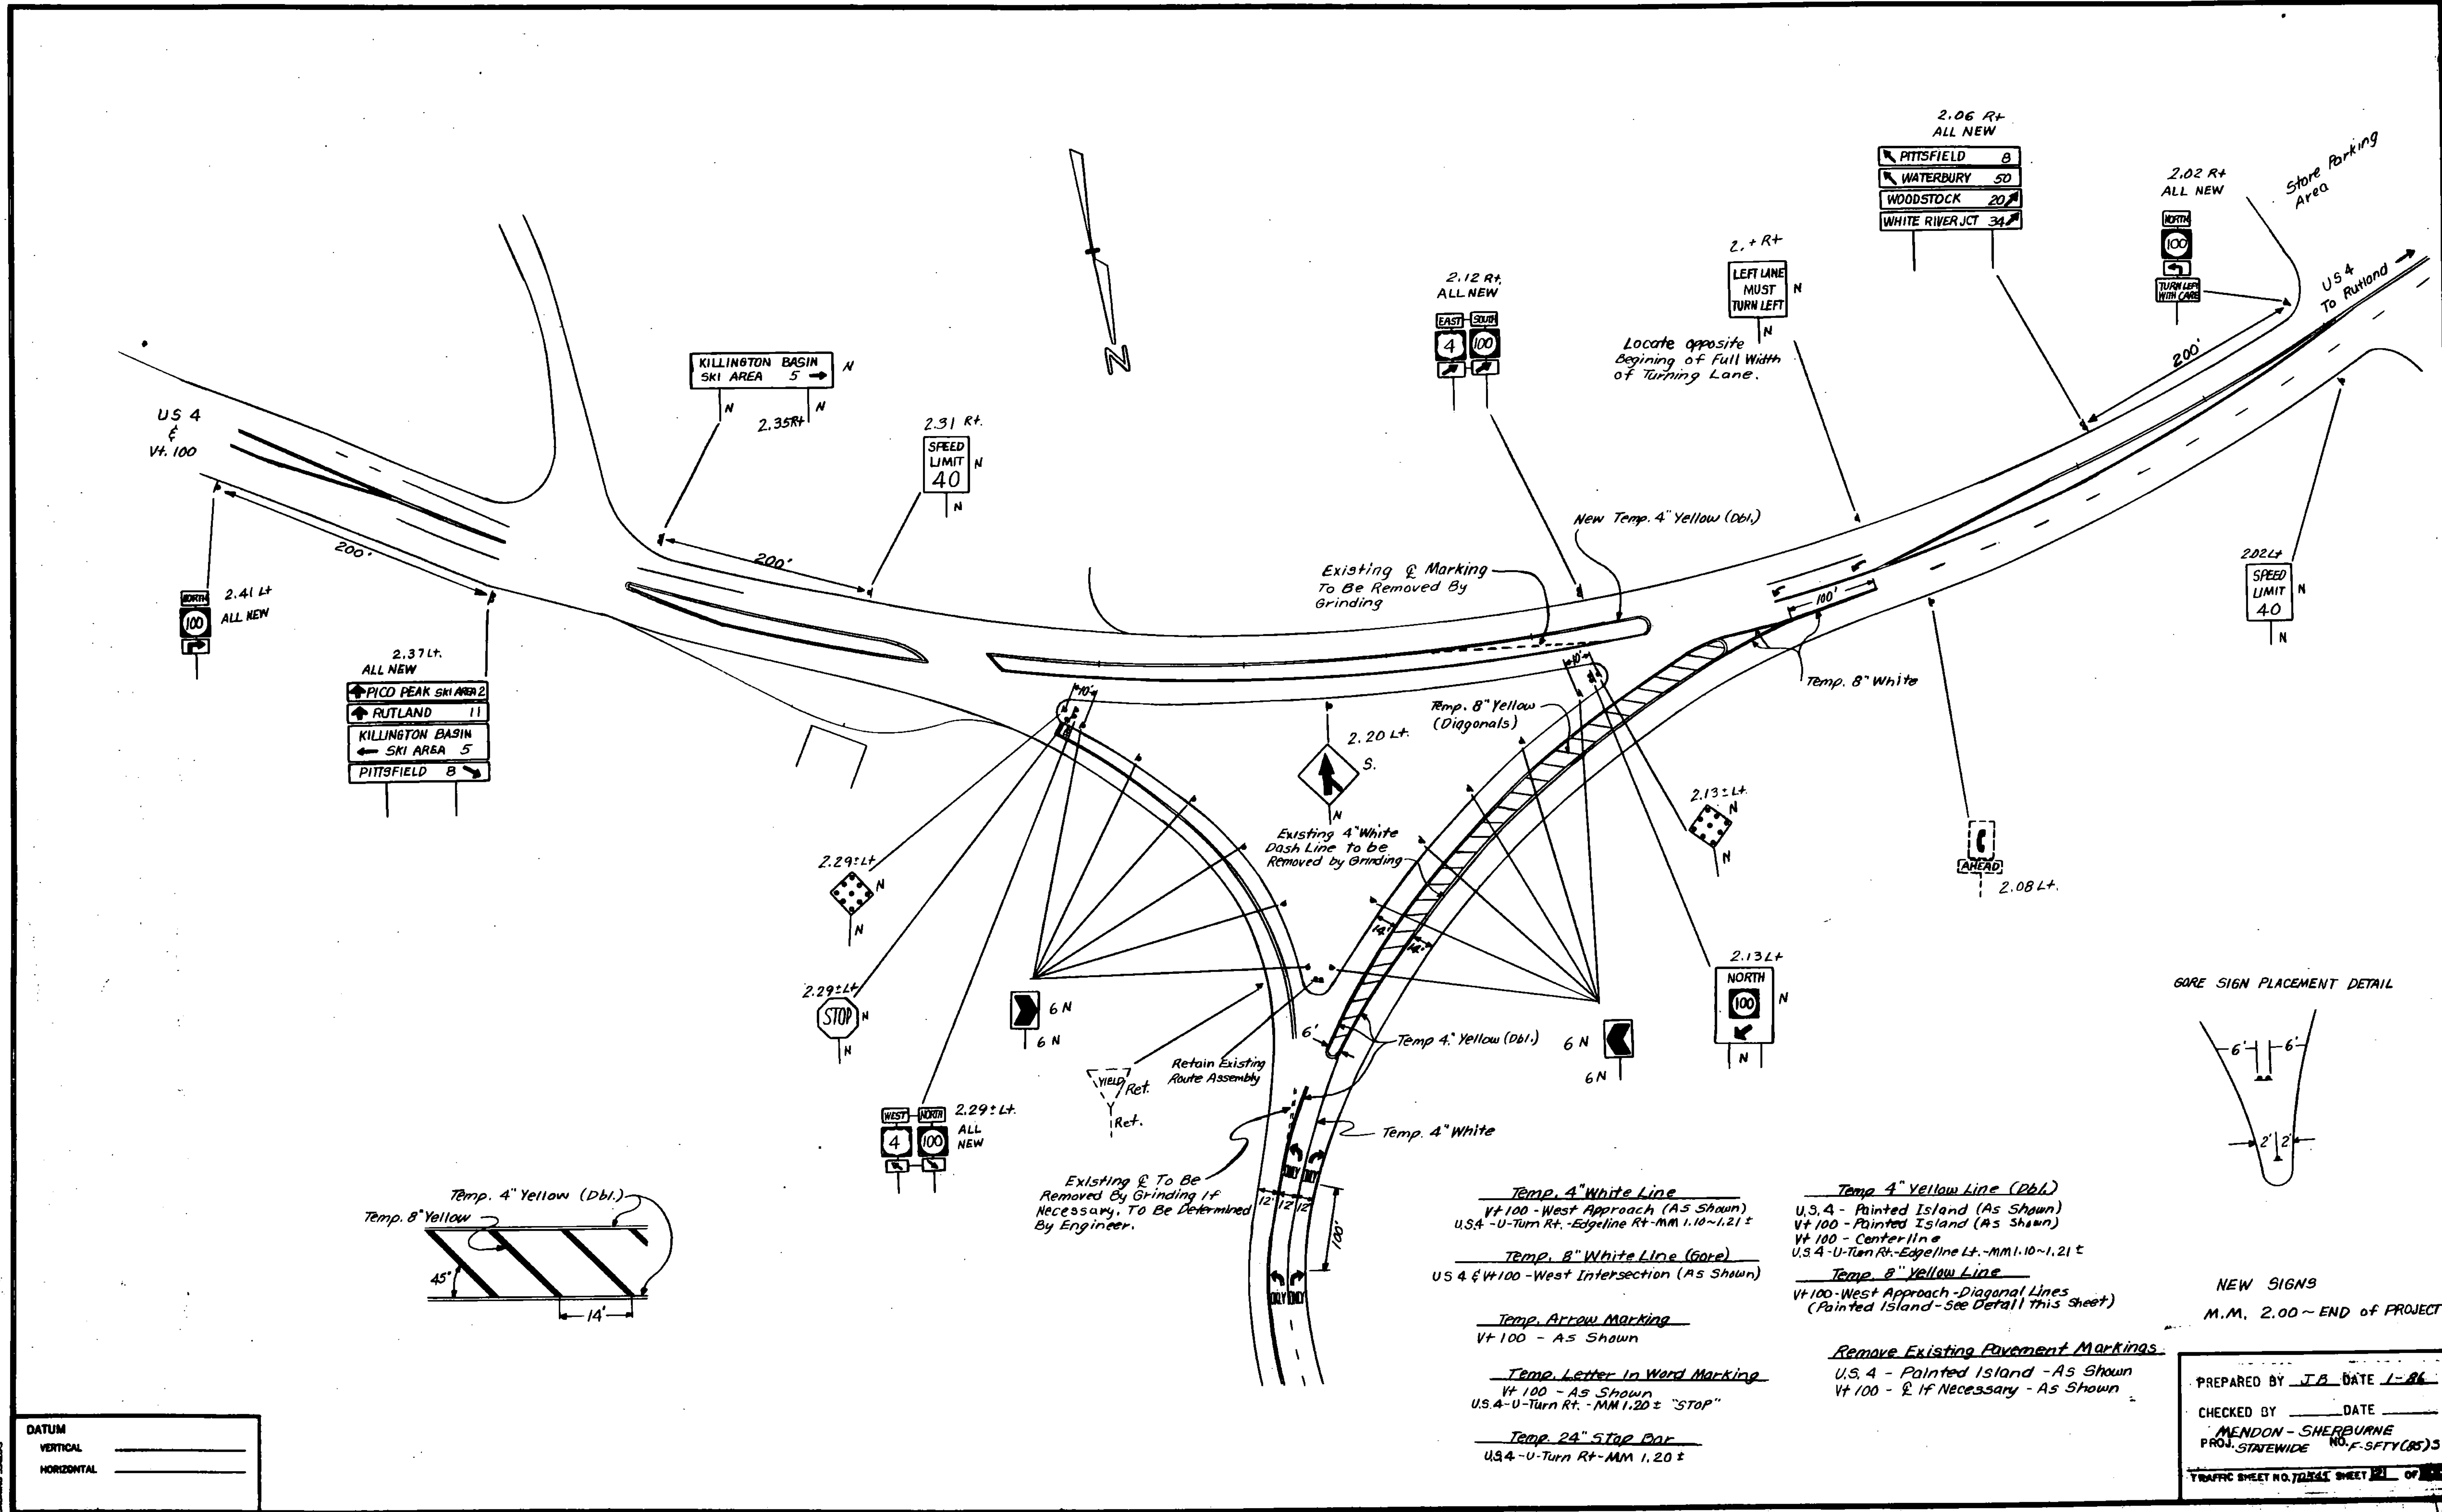 2.06 Rt
ALL NEW
PITTSFIELD 8
WATERBURY 50
WOODSTOCK 20
WHITE RIVER JCT 34
2.02 Rt
ALL NEW
NORTH
100
TURN LEFT
WITH CARE
Store Parking
Area
US 4
To Rutland
200'
2.+ Rt
LEFT LANE
MUST
TURN LEFT
N
N
Locate opposite
Begining of Full Width
of Turning Lane.
2.12 Rt.
ALL NEW
EAST SOUTH
4 100
N
KILLINGTON BASIN
SKI AREA 5
N
N
N
2.35Rt
2.31 Rt.
SPEED
LIMIT
40
N
N
US 4
&
Vt. 100
200'
200'
New Temp. 4" Yellow (Dbl.)
Existing ℄ Marking
To Be Removed By
Grinding
100'
2.02Lt
SPEED
LIMIT
40
N
N
NORTH
100
2.41 Lt
ALL NEW
2.37 Lt.
ALL NEW
PICO PEAK SKI AREA 2
RUTLAND 11
KILLINGTON BASIN
SKI AREA 5
PITTSFIELD 8
10'
10'
Temp. 8" White
Temp. 8" Yellow
(Diagonals)
2.20 Lt.
S.
N
Existing 4" White
Dash Line to be
Removed by Grinding
2.13± Lt.
N
N
AHEAD
2.08 Lt.
2.29± Lt
N
N
2.29± Lt
STOP
N
N
6 N
6 N
14'
14'
2.13 Lt
NORTH
100
N
N
6 N
6 N
6'
Temp 4." Yellow (Dbl.)
Retain Existing
Route Assembly
YIELD
Ret.
Ret.
WEST NORTH
4 100
2.29± Lt.
ALL
NEW
Temp. 4" White
Existing ℄ To Be
Removed By Grinding If
Necessary. To Be Determined
By Engineer.
ONLY ONLY
12' 12' 12'
100'
ONLY ONLY
GORE SIGN PLACEMENT DETAIL
6' 6'
2' 2'
Temp. 4" Yellow (Dbl.)
Temp. 8" Yellow
45°
14'
Temp. 4" White Line
Vt 100 - West Approach (As Shown)
U.S.4 - U-Turn Rt. - Edgeline Rt - MM 1.10~1.21 ±
Temp. 8" White Line (Gore)
US 4 & Vt 100 - West Intersection (As Shown)
Temp. Arrow Marking
Vt 100 - As Shown
Temp. Letter In Word Marking
Vt 100 - As Shown
U.S.4 - U-Turn Rt. - MM 1.20 ± "STOP"
Temp. 24" Stop Bar
U.S.4 - U-Turn Rt - MM 1.20 ±
Temp 4" Yellow Line (Dbl.)
U.S. 4 - Painted Island (As Shown)
Vt 100 - Painted Island (As Shown)
Vt 100 - Centerline
U.S. 4 - U-Turn Rt. - Edgeline Lt. - MM 1.10~1.21 ±
Temp. 8" Yellow Line
Vt 100 - West Approach - Diagonal Lines
(Painted Island - See Detail this Sheet)
Remove Existing Pavement Markings
U.S. 4 - Painted Island - As Shown
Vt 100 - ℄ If Necessary - As Shown
NEW SIGNS
M.M. 2.00 ~ END of PROJECT
PREPARED BY JB DATE 1-86
CHECKED BY DATE
MENDON - SHERBURNE
PROJ. STATEWIDE NO. F-SFTY(85)S
TRAFFIC SHEET NO. SHEET 21 OF
DATUM
VERTICAL
HORIZONTAL